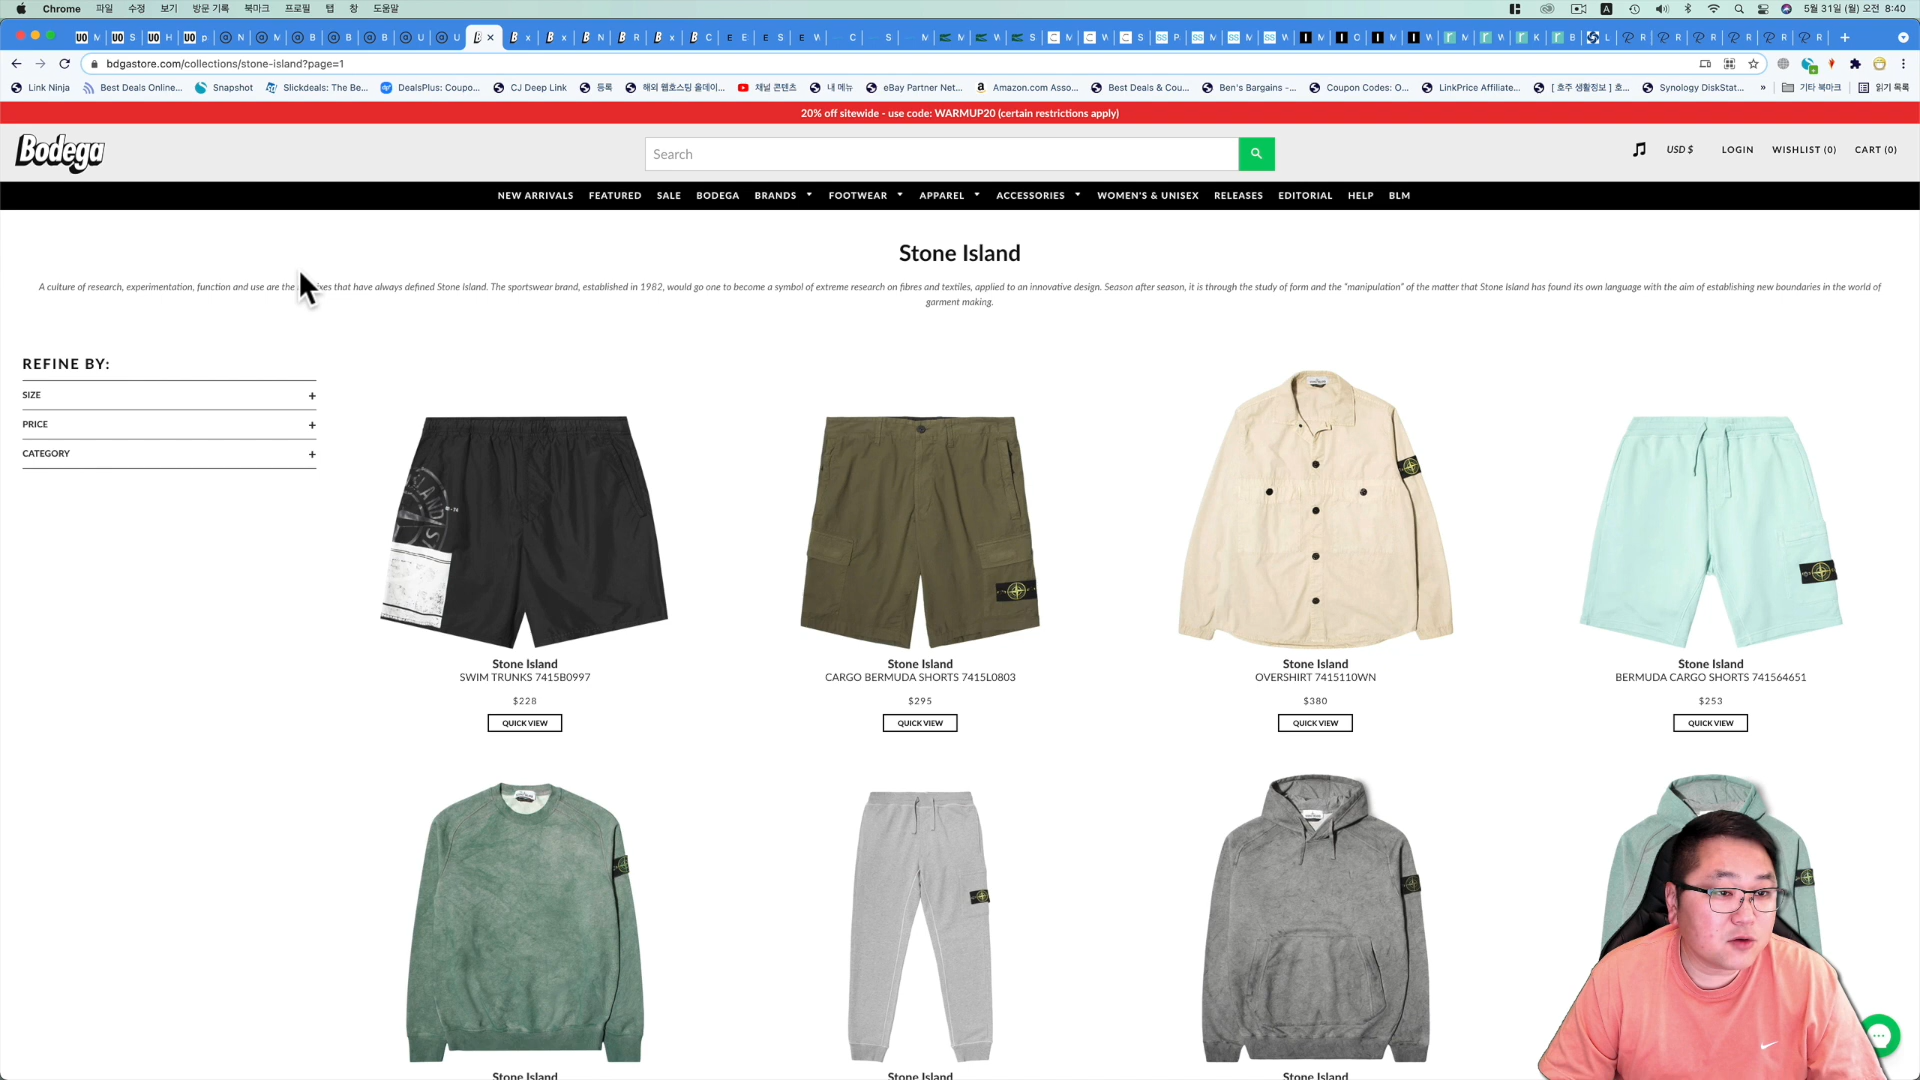 Chrome 파일 수정 보기 방문 기록 북마크 프로필 탭 창 도움말 5월 31일 (월) 오전 8:40
bdgastore.com/collections/stone-island?page=1
Link Ninja Best Deals Online... Snapshot Slickdeals: The Be... DealsPlus: Coupo... CJ Deep Link 등록 해외 웹호스팅 올데이... 채널 콘텐츠 내 메뉴 eBay Partner Net... Amazon.com Asso... Best Deals & Cou... Ben's Bargains -... Coupon Codes: O... LinkPrice Affiliate... [ 호주 생활정보 ] 호... Synology DiskStat... » 기타 북마크 읽기 목록
20% off sitewide - use code: WARMUP20 (certain restrictions apply)
Bodega Search USD $ LOGIN WISHLIST (0) CART (0)
NEW ARRIVALS FEATURED SALE BODEGA BRANDS FOOTWEAR APPAREL ACCESSORIES WOMEN'S & UNISEX RELEASES EDITORIAL HELP BLM
Stone Island
A culture of research, experimentation, function and use are the that have always defined Stone Island. The sportswear brand, established in 1982, would go one to become a symbol of extreme research on fibres and textiles, applied to an innovative design. Season after season, it is through the study of form and the "manipulation" of the matter that Stone Island has found its own language with the aim of establishing new boundaries in the world of
garment making.
REFINE BY:
SIZE +
PRICE +
CATEGORY +
Stone Island Stone Island Stone Island Stone Island
SWIM TRUNKS 7415B0997 CARGO BERMUDA SHORTS 7415L0803 OVERSHIRT 7415110WN BERMUDA CARGO SHORTS 741564651
$228 $295 $380 $253
QUICK VIEW QUICK VIEW QUICK VIEW QUICK VIEW
Stone Island Stone Island Stone Island